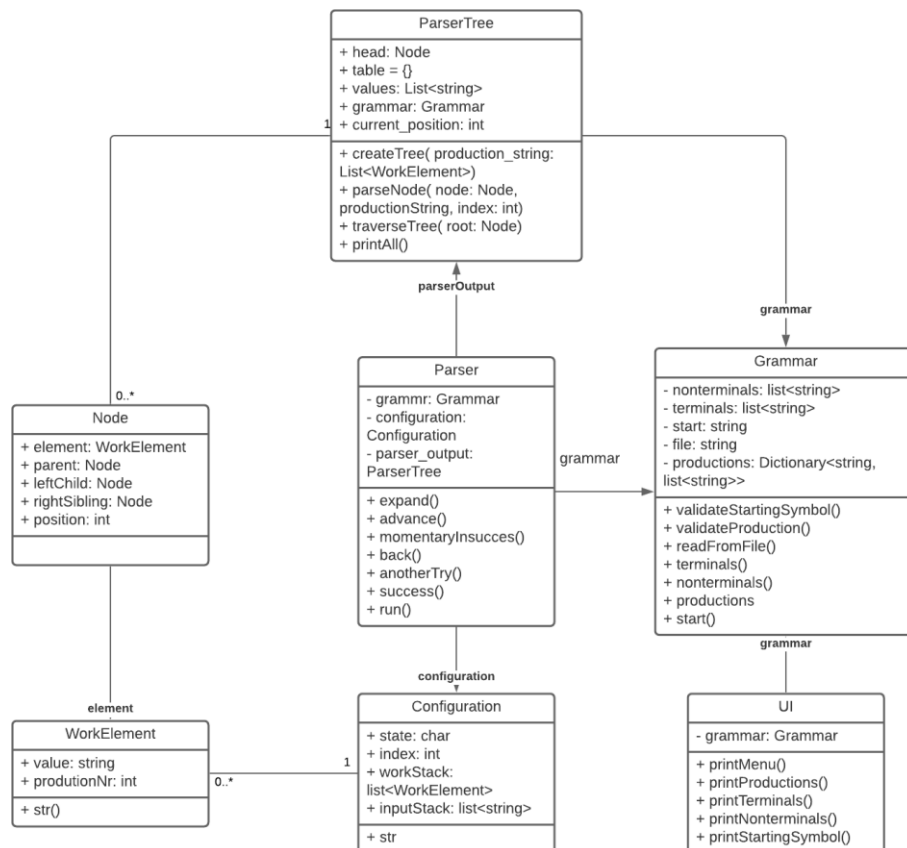 ParserTree
+ head: Node
+ table = {}
+ values: List<string>
+ grammar: Grammar
+ current_position: int
+ createTree( production_string:
List<WorkElement>)
+ parseNode( node: Node,
productionString, index: int)
+ traverseTree( root: Node)
+ printAll()
1
0..*
parserOutput
grammar
Node
+ element: WorkElement
+ parent: Node
+ leftChild: Node
+ rightSibling: Node
+ position: int
Parser
- grammr: Grammar
- configuration:
Configuration
- parser_output:
ParserTree
+ expand()
+ advance()
+ momentaryInsucces()
+ back()
+ anotherTry()
+ success()
+ run()
grammar
Grammar
- nonterminals: list<string>
- terminals: list<string>
- start: string
- file: string
- productions: Dictionary<string,
list<string>>
+ validateStartingSymbol()
+ validateProduction()
+ readFromFile()
+ terminals()
+ nonterminals()
+ productions
+ start()
element
configuration
grammar
WorkElement
+ value: string
+ produtionNr: int
+ str()
0..*
1
Configuration
+ state: char
+ index: int
+ workStack:
list<WorkElement>
+ inputStack: list<string>
+ str
UI
- grammar: Grammar
+ printMenu()
+ printProductions()
+ printTerminals()
+ printNonterminals()
+ printStartingSymbol()